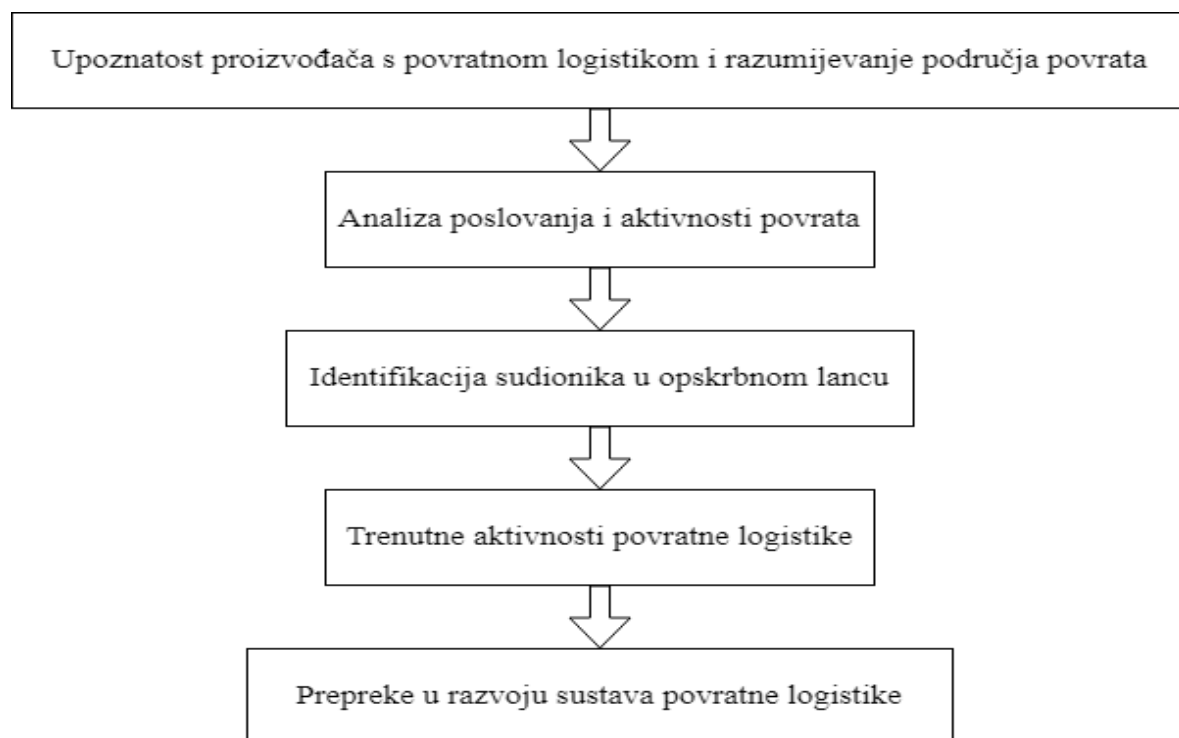 Upoznatost proizvođača s povratnom logistikom i razumijevanje područja povrata
Analiza poslovanja i aktivnosti povrata
Identifikacija sudionika u opskrbnom lancu
Trenutne aktivnosti povratne logistike
Prepreke u razvoju sustava povratne logistike